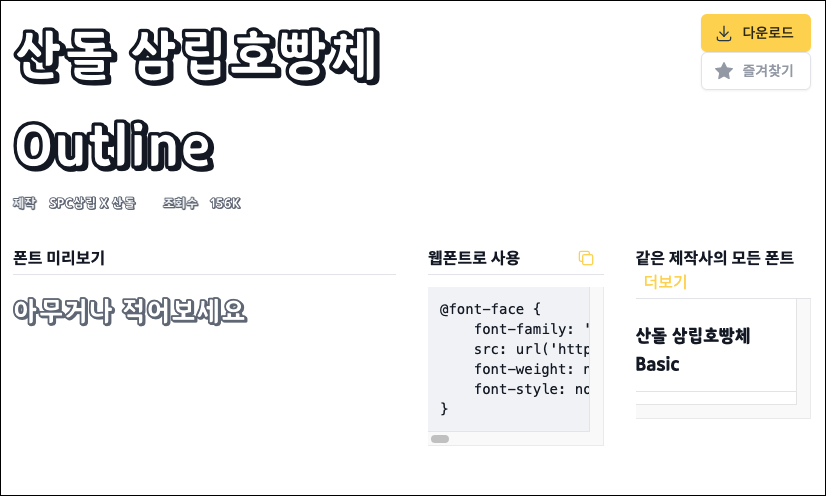 산돌 삼립호빵체
Outline
다운로드
즐겨찾기
제작 SPC삼립 X 산돌 조회수 156K
폰트 미리보기
아무거나 적어보세요
웹폰트로 사용
@font-face {
font-family: '
src: url('http
font-weight: n
font-style: no
}
같은 제작사의 모든 폰트
더보기
산돌 삼립호빵체
Basic